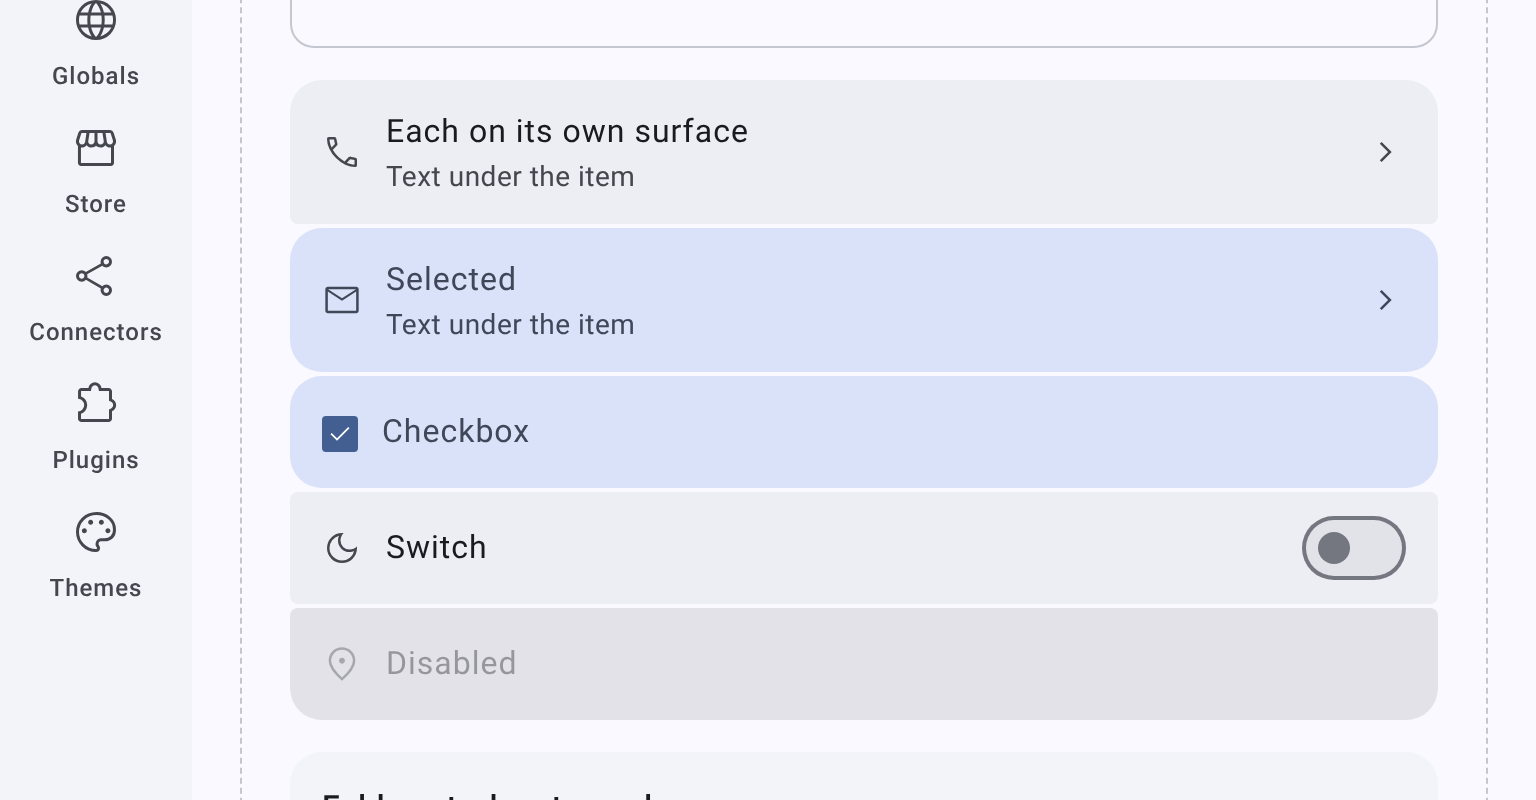 Globals
Store
Connectors
Plugins
Themes
Each on its own surface
Text under the item
Selected
Text under the item
Checkbox
Switch
Disabled